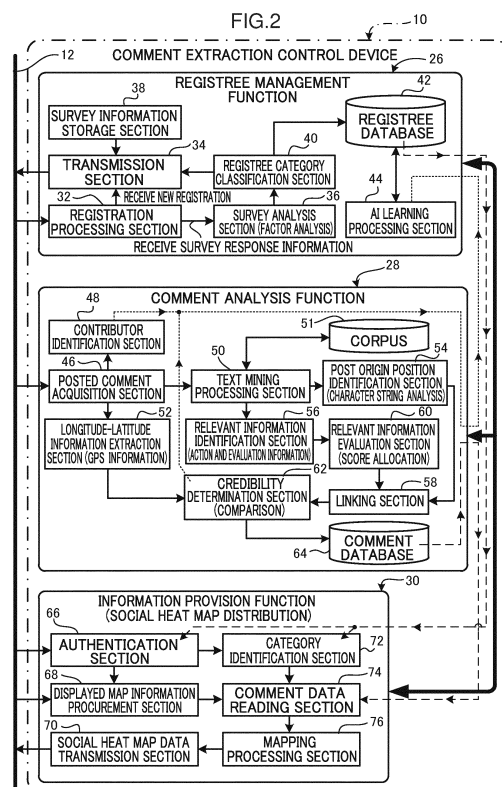 FIG.2
10
12
COMMENT EXTRACTION CONTROL DEVICE
26
REGISTREE MANAGEMENT
FUNCTION
38
SURVEY INFORMATION
STORAGE SECTION
42
REGISTREE
DATABASE
34
TRANSMISSION
SECTION
40
REGISTREE CATEGORY
CLASSIFICATION SECTION
44
AI LEARNING
PROCESSING SECTION
32
RECEIVE NEW REGISTRATION
36
REGISTRATION
PROCESSING SECTION
SURVEY ANALYSIS
SECTION (FACTOR ANALYSIS)
RECEIVE SURVEY RESPONSE INFORMATION
28
COMMENT ANALYSIS FUNCTION
48
CONTRIBUTOR
IDENTIFICATION SECTION
51
CORPUS
46
POSTED COMMENT
ACQUISITION SECTION
50
TEXT MINING
PROCESSING SECTION
54
POST ORIGIN POSITION
IDENTIFICATION SECTION
(CHARACTER STRING ANALYSIS)
52
LONGITUDE-LATITUDE
INFORMATION EXTRACTION
SECTION (GPS INFORMATION)
56
RELEVANT INFORMATION
IDENTIFICATION SECTION
(ACTION AND EVALUATION INFORMATION)
60
RELEVANT INFORMATION
EVALUATION SECTION
(SCORE ALLOCATION)
62
CREDIBILITY
DETERMINATION SECTION
(COMPARISON)
58
LINKING SECTION
64
COMMENT
DATABASE
30
INFORMATION PROVISION FUNCTION
(SOCIAL HEAT MAP DISTRIBUTION)
66
AUTHENTICATION
SECTION
72
CATEGORY
IDENTIFICATION SECTION
68
DISPLAYED MAP INFORMATION
PROCUREMENT SECTION
74
COMMENT DATA
READING SECTION
70
SOCIAL HEAT MAP DATA
TRANSMISSION SECTION
76
MAPPING
PROCESSING SECTION